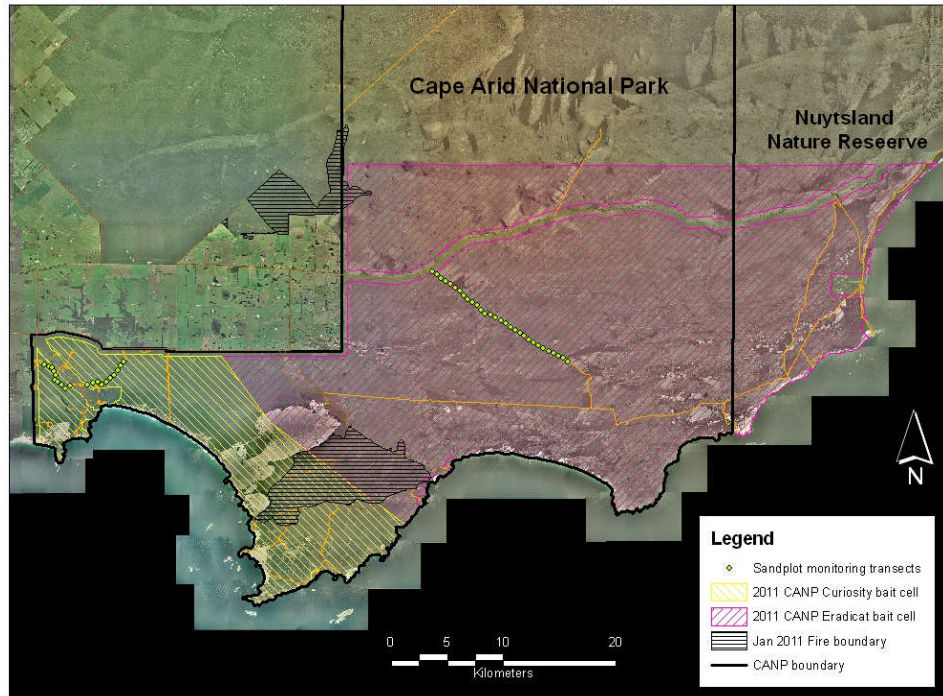 Cape Arid National Park
Nuytsland
Nature Reseerve
N
Legend
Sandplot monitoring transects
2011 CANP Curiosity bait cell
2011 CANP Eradicat bait cell
Jan 2011 Fire boundary
CANP boundary
0 5 10 20
Kilometers